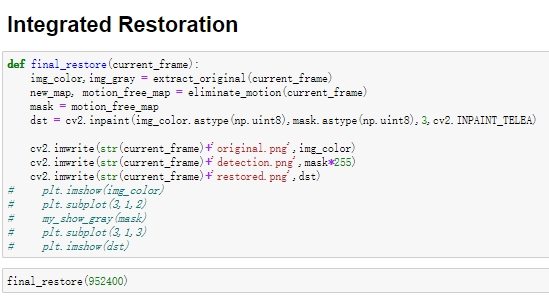 Integrated Restoration
def final_restore(current_frame):
    img_color,img_gray = extract_original(current_frame)
    new_map, motion_free_map = eliminate_motion(current_frame)
    mask = motion_free_map
    dst = cv2.inpaint(img_color.astype(np.uint8),mask.astype(np.uint8),3,cv2.INPAINT_TELEA)
    cv2.imwrite(str(current_frame)+'original.png',img_color)
    cv2.imwrite(str(current_frame)+'detection.png',mask*255)
    cv2.imwrite(str(current_frame)+'restored.png',dst)
#     plt.imshow(img_color)
#     plt.subplot(3,1,2)
#     my_show_gray(mask)
#     plt.subplot(3,1,3)
#     plt.imshow(dst)
final_restore(952400)